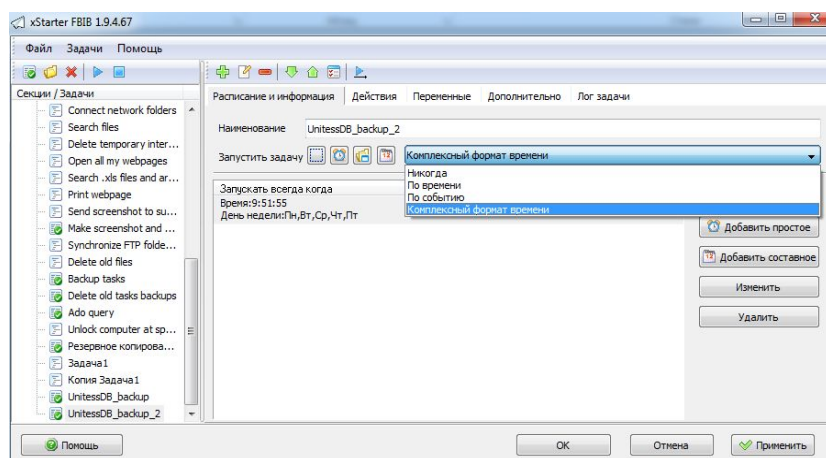 xStarter FBIB 1.9.4.67
Файл Задачи Помощь
Секции / Задачи
Connect network folders
Search files
Delete temporary inter...
Open all my webpages
Search .xls files and ar...
Print webpage
Send screenshot to su...
Make screenshot and ...
Synchronize FTP folde...
Delete old files
Backup tasks
Delete old tasks backups
Ado query
Unlock computer at sp...
Резервное копирова...
Задача1
Копия Задача1
UnitessDB_backup
UnitessDB_backup_2
Расписание и информация Действия Переменные Дополнительно Лог задачи
Наименование UnitessDB_backup_2
Запустить задачу Комплексный формат времени
Никогда
По времени
По событию
Комплексный формат времени
Запускать всегда когда
Время:9:51:55
День недели:Пн,Вт,Ср,Чт,Пт
Добавить простое
Добавить составное
Изменить
Удалить
Помощь OK Отмена Применить